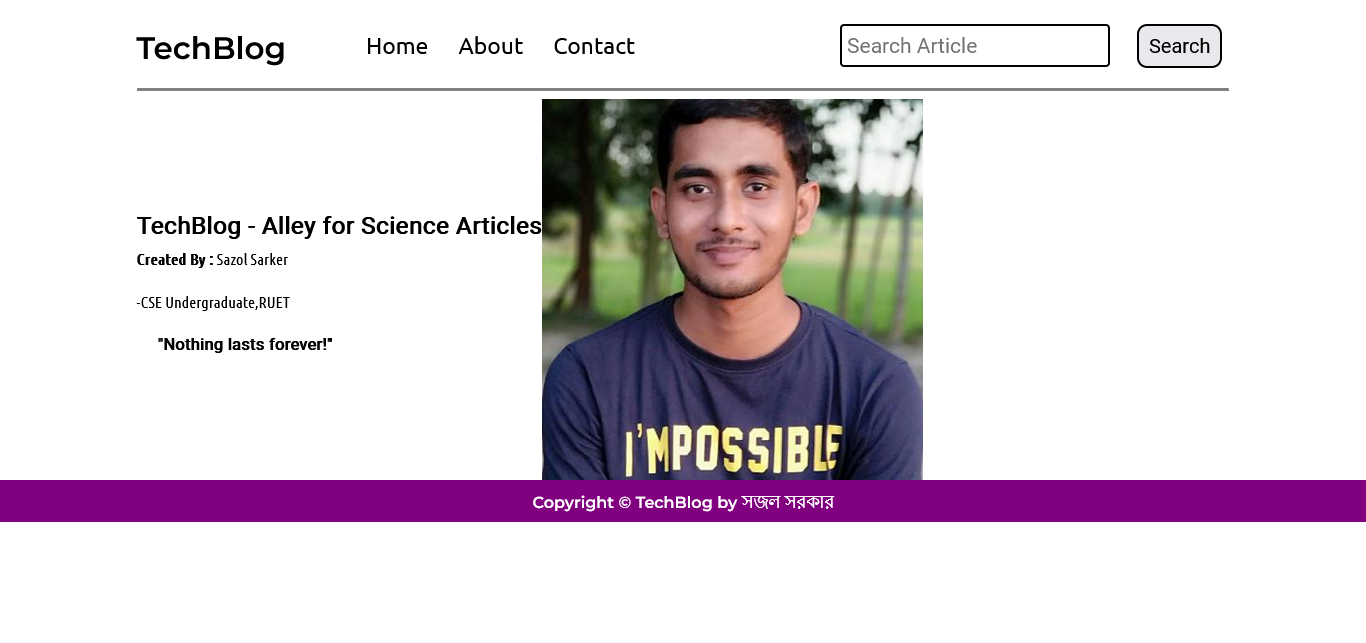 TechBlog Home About Contact Search Article Search
TechBlog - Alley for Science Articles
Created By : Sazol Sarker
-CSE Undergraduate,RUET
"Nothing lasts forever!"
I'MPOSSIBLE
Copyright © TechBlog by সজল সরকার